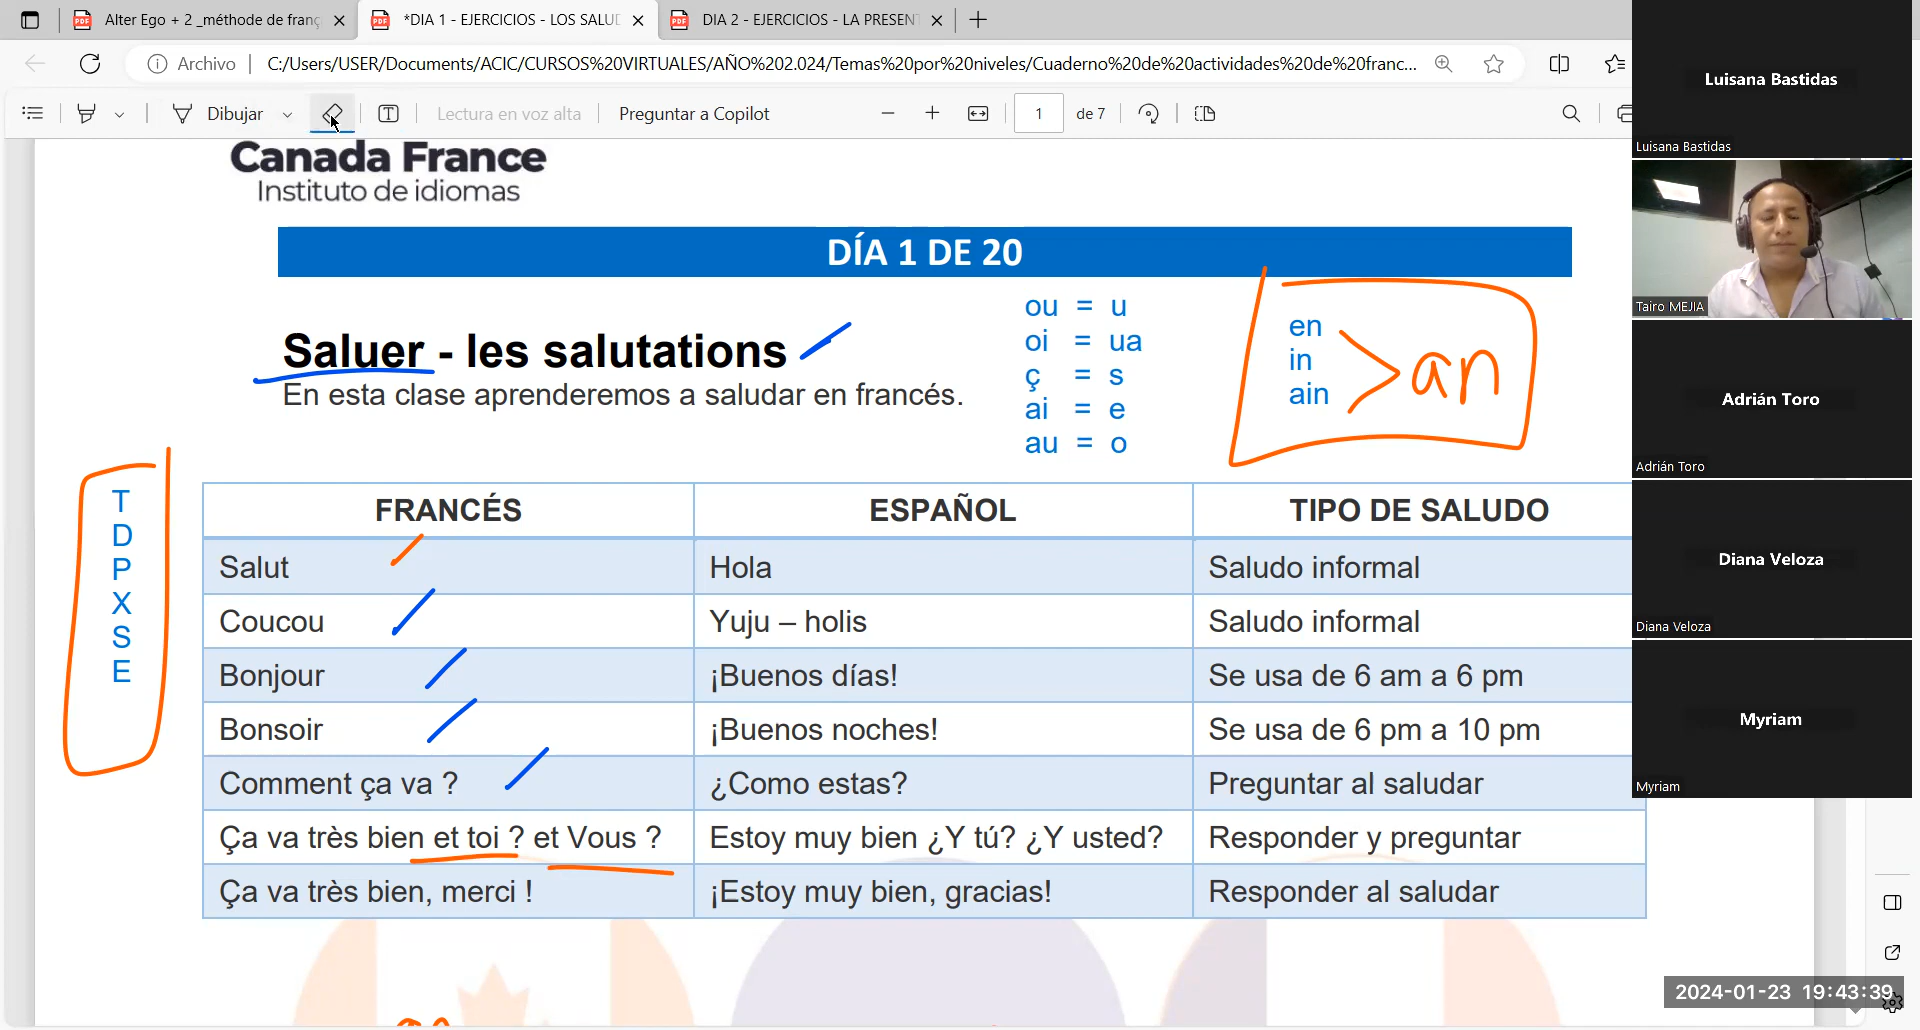 Alter Ego + 2 _méthode de franç
*DIA 1 - EJERCICIOS - LOS SALUD
DIA 2 - EJERCICIOS - LA PRESENT
Archivo
C:/Users/USER/Documents/ACIC/CURSOS%20VIRTUALES/AÑO%202.024/Temas%20por%20niveles/Cuaderno%20de%20actividades%20de%20franc...
Dibujar
Lectura en voz alta
Preguntar a Copilot
1
de 7
Canada France
Instituto de idiomas
DÍA 1 DE 20
Saluer - les salutations
En esta clase aprenderemos a saludar en francés.
ou = u
oi = ua
ç = s
ai = e
au = o
en
in
ain
an
T
D
P
X
S
E
FRANCÉS ESPAÑOL TIPO DE SALUDO
Salut Hola Saludo informal
Coucou Yuju – holis Saludo informal
Bonjour ¡Buenos días! Se usa de 6 am a 6 pm
Bonsoir ¡Buenos noches! Se usa de 6 pm a 10 pm
Comment ça va ? ¿Como estas? Preguntar al saludar
Ça va très bien et toi ? et Vous ? Estoy muy bien ¿Y tú? ¿Y usted? Responder y preguntar
Ça va très bien, merci ! ¡Estoy muy bien, gracias! Responder al saludar
Luisana Bastidas
Luisana Bastidas
Tairo MEJIA
Adrián Toro
Adrián Toro
Diana Veloza
Diana Veloza
Myriam
Myriam
2024-01-23 19:43:39